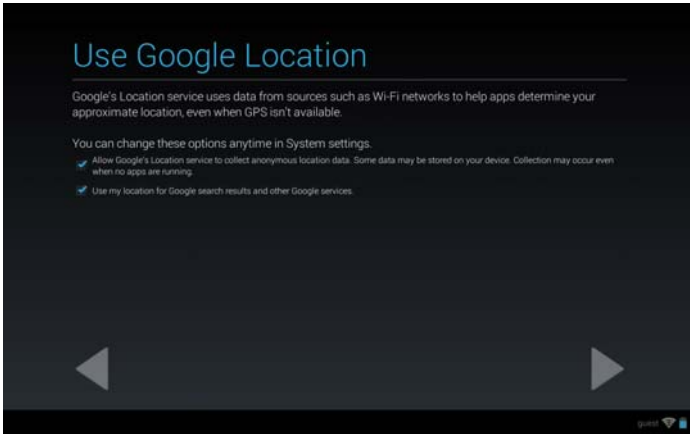 Use Google Location
Google's Location service uses data from sources such as Wi-Fi networks to help apps determine your
approximate location, even when GPS isn't available.
You can change these options anytime in System settings.
Allow Google's Location service to collect anonymous location data. Some data may be stored on your device. Collection may occur even
when no apps are running.
Use my location for Google search results and other Google services.
guest